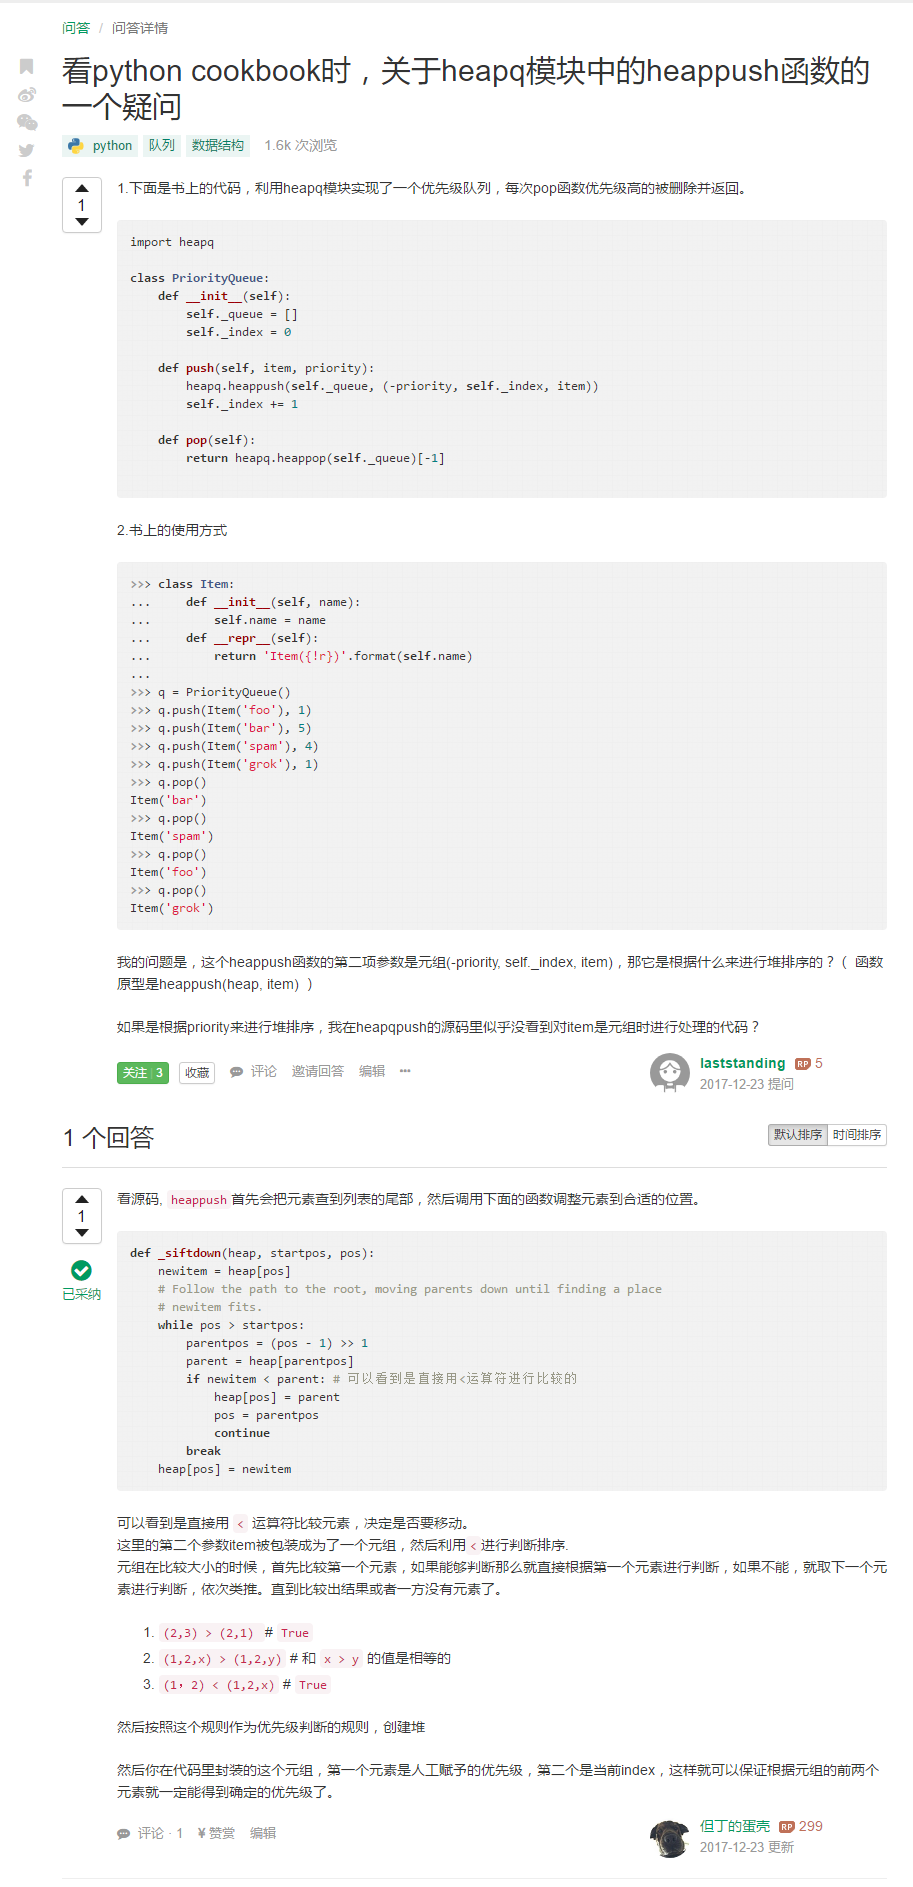 问答 / 问答详情
看python cookbook时，关于heapq模块中的heappush函数的
一个疑问
python 队列 数据结构 1.6k 次浏览
1
1.下面是书上的代码，利用heapq模块实现了一个优先级队列，每次pop函数优先级高的被删除并返回。
import heapq
class PriorityQueue:
    def __init__(self):
        self._queue = []
        self._index = 0
    def push(self, item, priority):
        heapq.heappush(self._queue, (-priority, self._index, item))
        self._index += 1
    def pop(self):
        return heapq.heappop(self._queue)[-1]
2.书上的使用方式
>>> class Item:
...     def __init__(self, name):
...         self.name = name
...     def __repr__(self):
...         return 'Item({!r})'.format(self.name)
...
>>> q = PriorityQueue()
>>> q.push(Item('foo'), 1)
>>> q.push(Item('bar'), 5)
>>> q.push(Item('spam'), 4)
>>> q.push(Item('grok'), 1)
>>> q.pop()
Item('bar')
>>> q.pop()
Item('spam')
>>> q.pop()
Item('foo')
>>> q.pop()
Item('grok')
我的问题是，这个heappush函数的第二项参数是元组(-priority, self._index, item)，那它是根据什么来进行堆排序的？（ 函数
原型是heappush(heap, item) ）
如果是根据priority来进行堆排序，我在heapqpush的源码里似乎没看到对item是元组时进行处理的代码？
关注 | 3 收藏 评论 邀请回答 编辑 ···
laststanding RP 5
2017-12-23 提问
1 个回答
默认排序 时间排序
1
已采纳
看源码, heappush 首先会把元素查到列表的尾部，然后调用下面的函数调整元素到合适的位置。
def _siftdown(heap, startpos, pos):
    newitem = heap[pos]
    # Follow the path to the root, moving parents down until finding a place
    # newitem fits.
    while pos > startpos:
        parentpos = (pos - 1) >> 1
        parent = heap[parentpos]
        if newitem < parent: # 可以看到是直接用<运算符进行比较的
            heap[pos] = parent
            pos = parentpos
            continue
        break
    heap[pos] = newitem
可以看到是直接用 < 运算符比较元素，决定是否要移动。
这里的第二个参数item被包装成为了一个元组，然后利用 < 进行判断排序.
元组在比较大小的时候，首先比较第一个元素，如果能够判断那么就直接根据第一个元素进行判断，如果不能，就取下一个元
素进行判断，依次类推。直到比较出结果或者一方没有元素了。
1. (2,3) > (2,1) # True
2. (1,2,x) > (1,2,y) # 和 x > y 的值是相等的
3. (1，2) < (1,2,x) # True
然后按照这个规则作为优先级判断的规则，创建堆
然后你在代码里封装的这个元组，第一个元素是人工赋予的优先级，第二个是当前index，这样就可以保证根据元组的前两个
元素就一定能得到确定的优先级了。
评论 · 1 ¥ 赞赏 编辑
但丁的蛋壳 RP 299
2017-12-23 更新